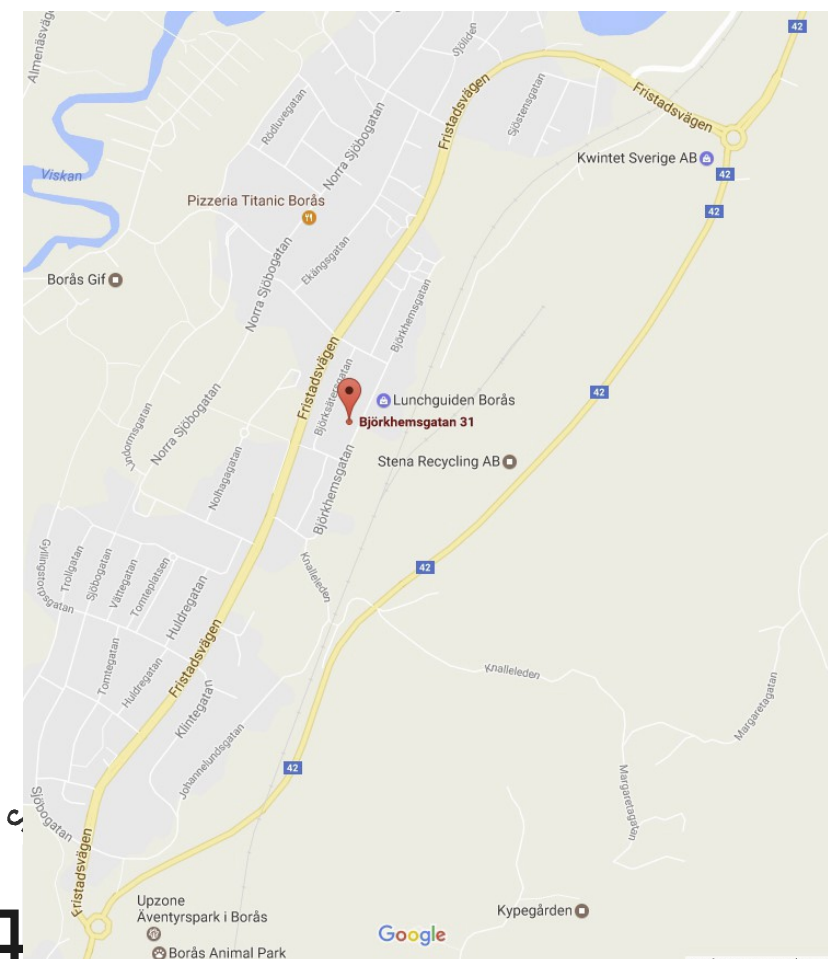 Almenäsväg
Sjöliden
42
Fristadsvägen
Fristadsvägen
Sjöstensgatan
Rödluvegatan
Norra Sjöbogatan
Kwintet Sverige AB
42
Viskan
Pizzeria Titanic Borås
42
Ekängsgatan
Norra Sjöbogatan
Borås Gif
Björkhemsgatan
Fristadsvägen
Björksätersgatan
42
Lunchguiden Borås
Björkhemsgatan 31
Norra Sjöbogatan
Lindormsgatan
Stena Recycling AB
Nolhagagatan
Björkhemsgatan
Gyllingstorpsgatan
Trollgatan
Sjöbogatan
Vättegatan
Tomteplatsen
Knalleleden
42
Huldregatan
Fristadsvägen
Tomtegatan
Huldregatan
Knalleleden
Klintegatan
Margaretagatan
Johannelundsgatan
42
Margaretagatan
Sjöbogatan
Fristadsvägen
Upzone
Äventyrspark i Borås
Kypegården
Google
Borås Animal Park